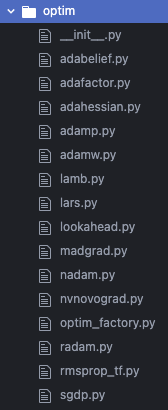 optim
__init__.py
adabelief.py
adafactor.py
adahessian.py
adamp.py
adamw.py
lamb.py
lars.py
lookahead.py
madgrad.py
nadam.py
nvnovograd.py
optim_factory.py
radam.py
rmsprop_tf.py
sgdp.py